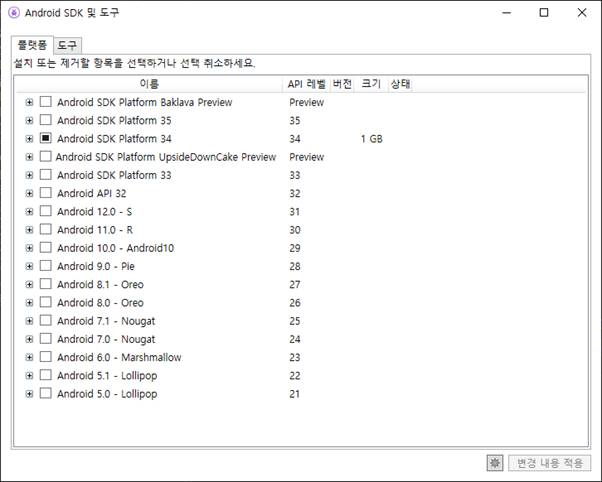 Android SDK 및 도구
플랫폼 도구
설치 또는 제거할 항목을 선택하거나 선택 취소하세요.
이름 API 레벨 버전 크기 상태
Android SDK Platform Baklava Preview Preview
Android SDK Platform 35 35
Android SDK Platform 34 34 1 GB
Android SDK Platform UpsideDownCake Preview Preview
Android SDK Platform 33 33
Android API 32 32
Android 12.0 - S 31
Android 11.0 - R 30
Android 10.0 - Android10 29
Android 9.0 - Pie 28
Android 8.1 - Oreo 27
Android 8.0 - Oreo 26
Android 7.1 - Nougat 25
Android 7.0 - Nougat 24
Android 6.0 - Marshmallow 23
Android 5.1 - Lollipop 22
Android 5.0 - Lollipop 21
변경 내용 적용